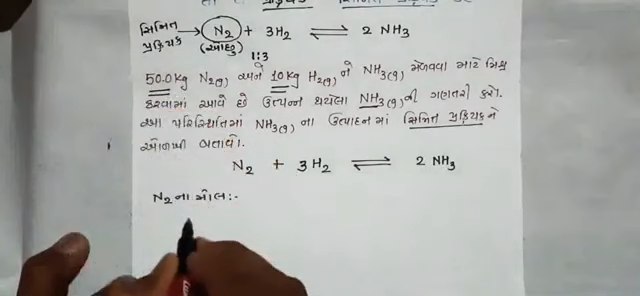 સિમિત → N₂ + 3H₂ ⇌ 2 NH₃
પ્રક્રિયક (ઓછુ) 1:3
50.0 kg N₂(g) અને 10 kg H₂(g) ને NH₃(g) મેળવવા માટે મિશ્ર
કરવામાં આવે છે ઉત્પન્ન થયેલા NH₃(g) ની ગણતરી કરો.
આ પરિસ્થિતિમાં NH₃(g) ના ઉત્પાદનમાં સિમિત પ્રક્રિયક ને
ઓળખી બતાવો.
N₂ + 3H₂ ⇌ 2 NH₃
N₂ ના મોલ:-